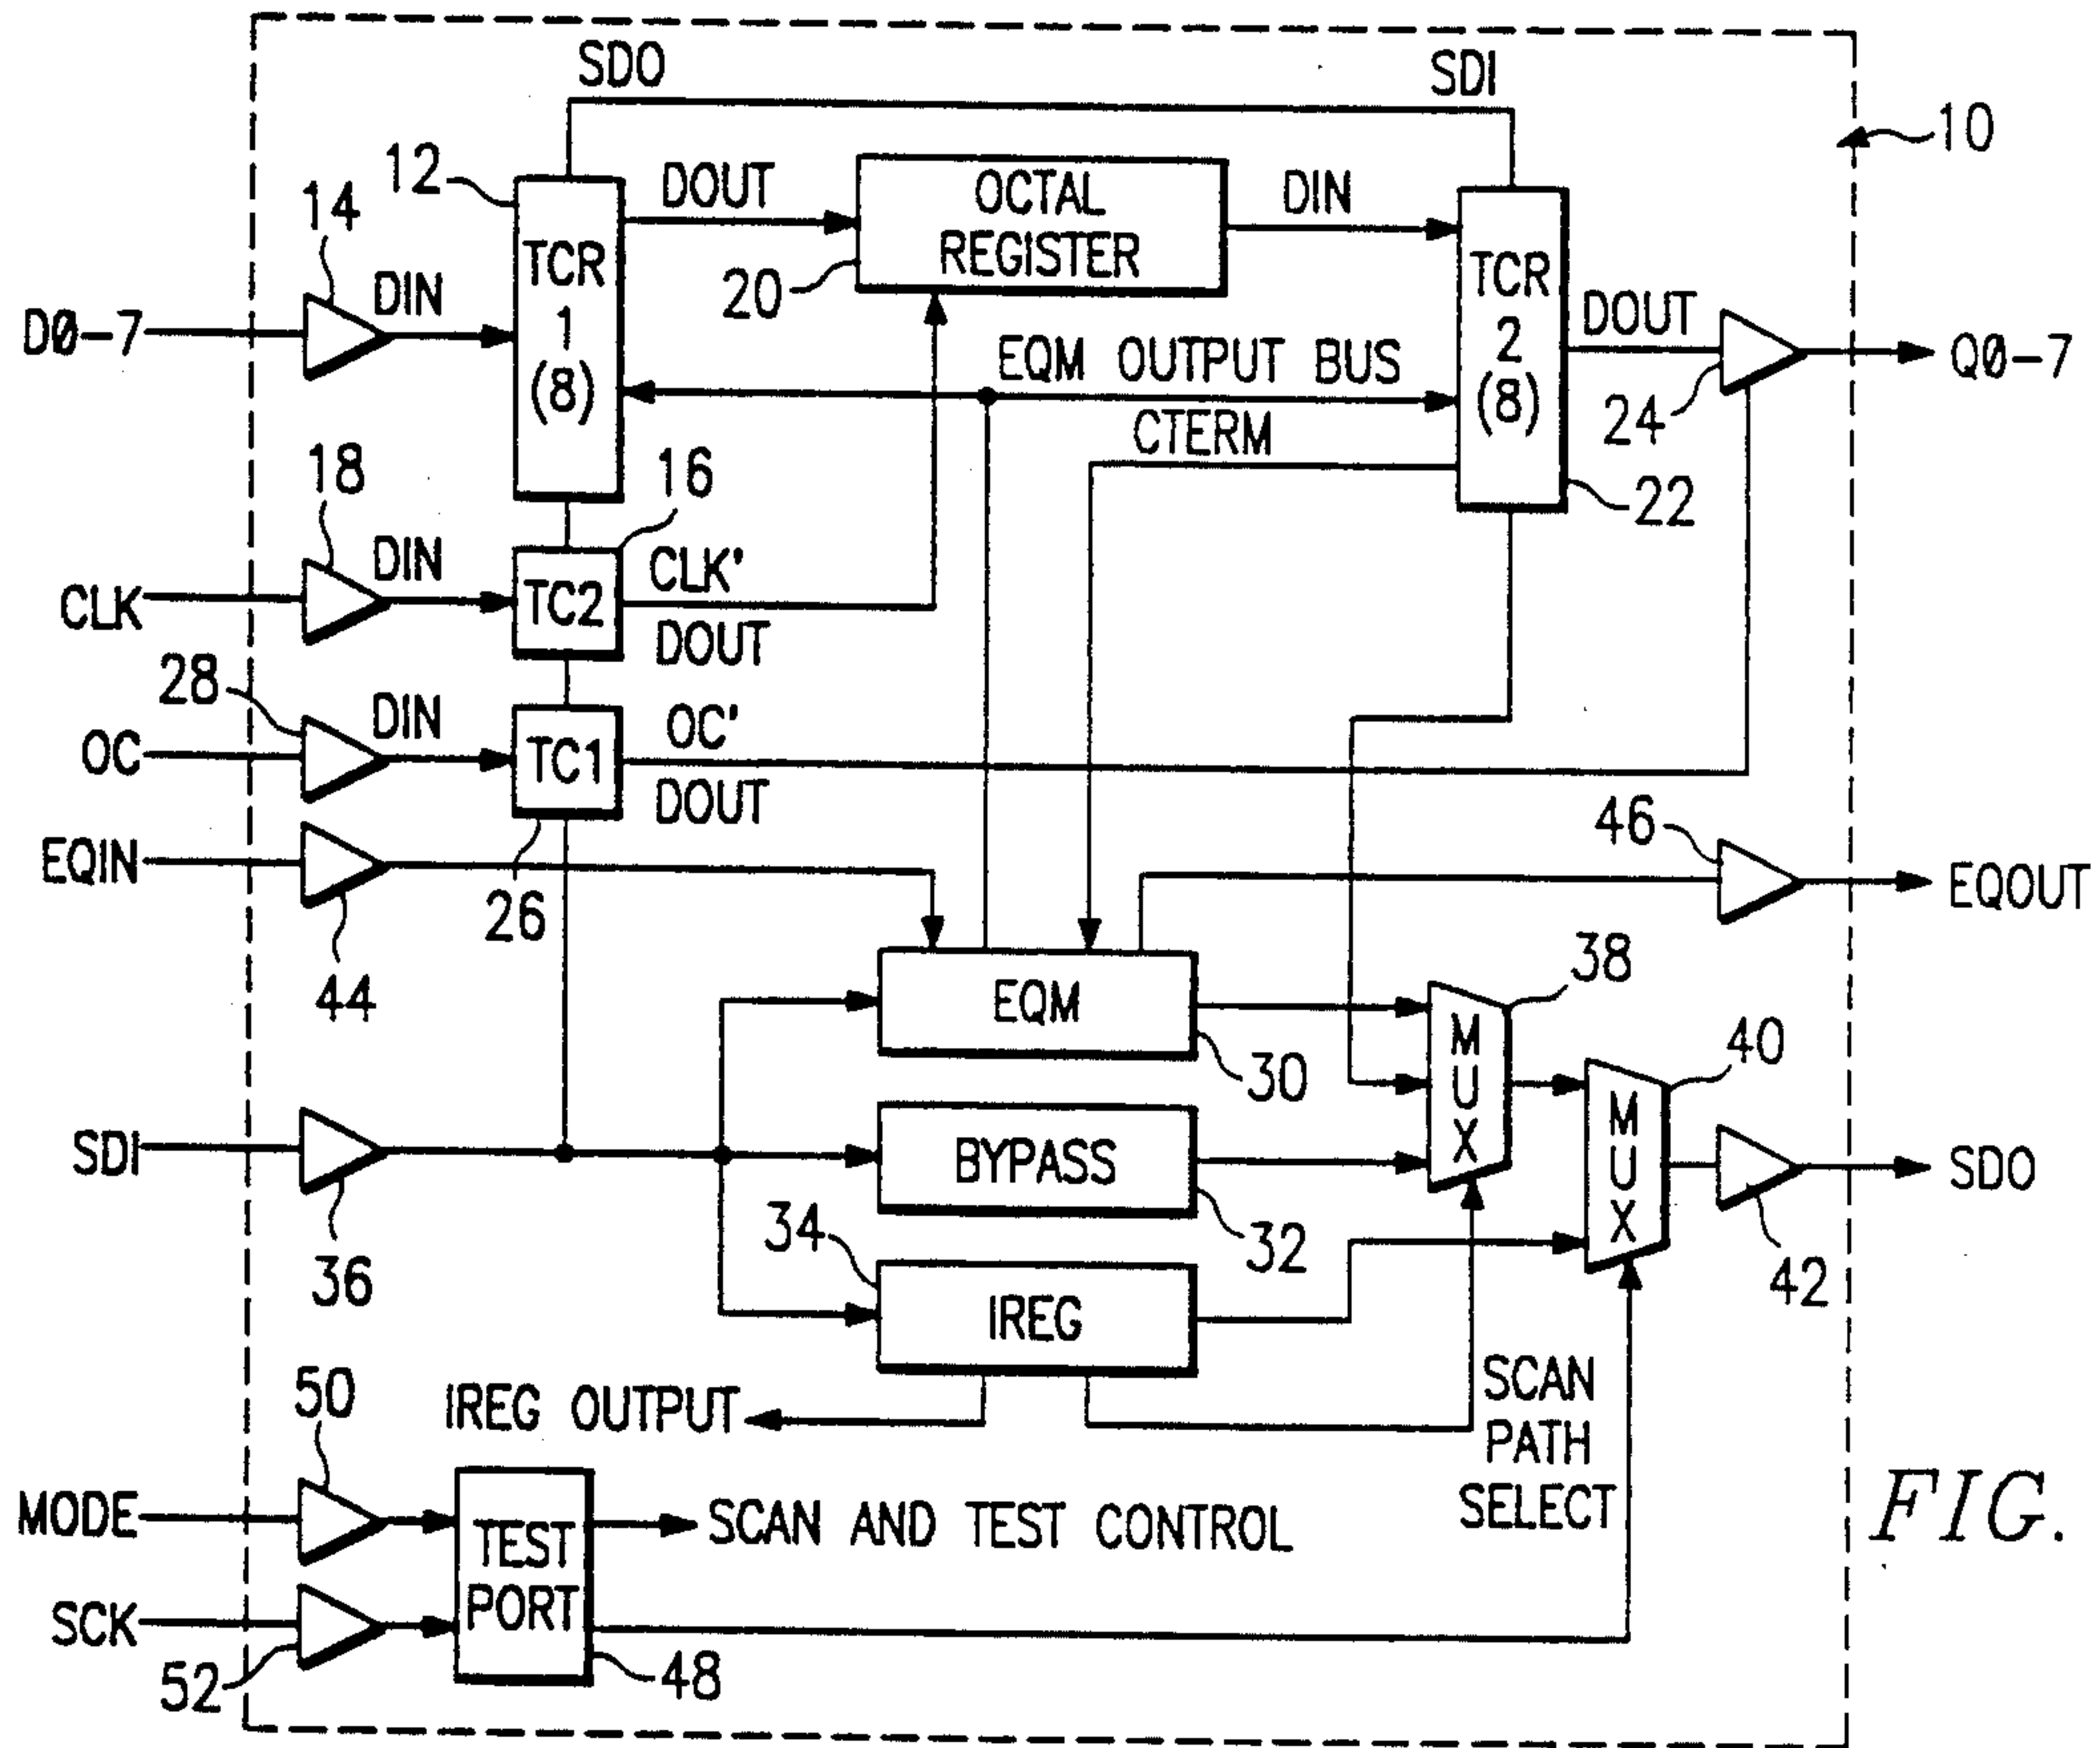 SDO
SDI
10
12
DOUT
OCTAL
REGISTER
DIN
14
20
TCR
1
(8)
TCR
2
(8)
DIN
DOUT
D0-7
Q0-7
EQM OUTPUT BUS
24
CTERM
18
16
22
DIN
CLK'
CLK
TC2
DOUT
28
DIN
OC'
OC
TC1
DOUT
46
EQIN
EQOUT
26
44
38
EQM
30
MUX
40
MUX
SDI
BYPASS
SDO
36
34
32
42
IREG
50
IREG OUTPUT
SCAN
PATH
SELECT
MODE
TEST
PORT
SCAN AND TEST CONTROL
FIG.
SCK
52
48